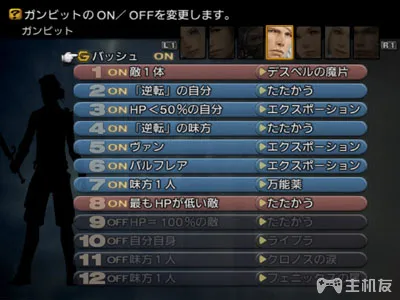 ガンビットのON／OFFを変更します。
ガンビット
L1
R1
バッシュ ON
1 ON 敵1体 デスペルの魔片
2 ON 「逆転」の自分 たたかう
3 ON HP＜50％の自分 エクスポーション
4 ON 「逆転」の味方 たたかう
5 ON ヴァン エクスポーション
6 ON バルフレア エクスポーション
7 ON 味方1人 万能薬
8 ON 最もHPが低い敵 たたかう
9 OFF HP＝100％の敵 たたかう
10 OFF 自分自身 ライブラ
11 OFF 味方1人 クロノスの涙
12 OFF 味方1人 フェニックスの尾
主机友